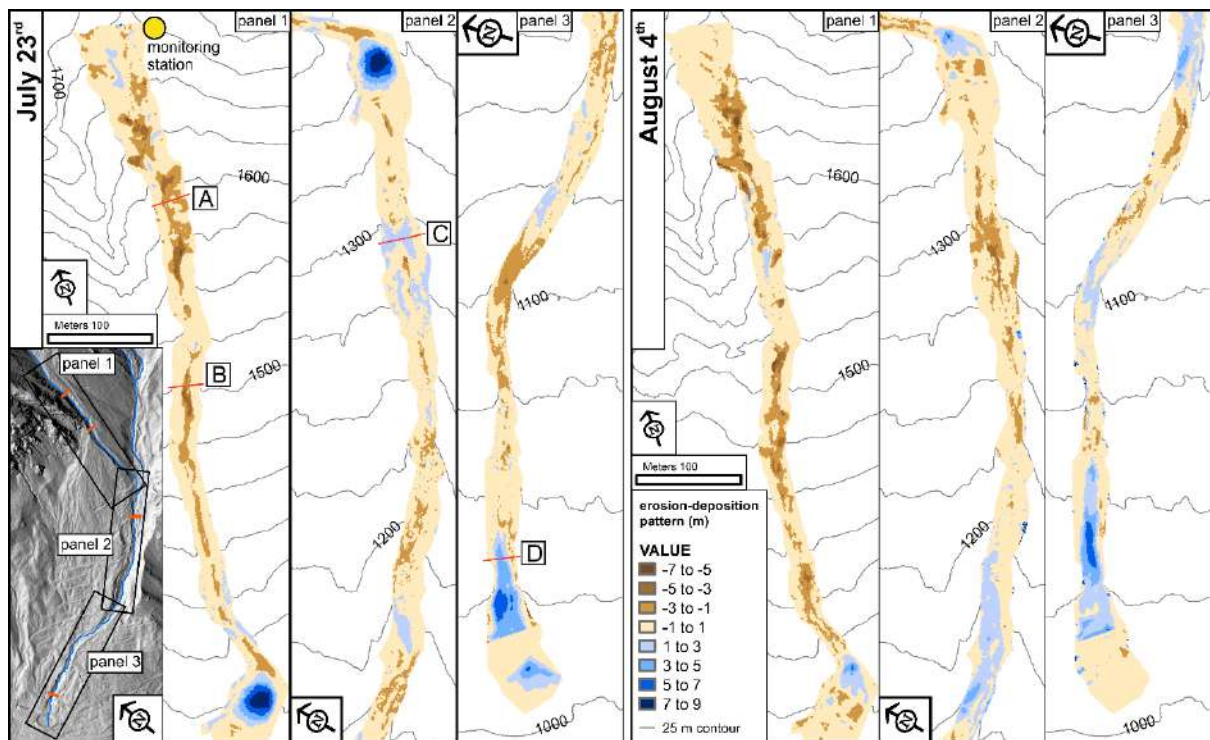 July 23rd
panel 1
monitoring
station
1700
1600
A
N
Meters 100
B
1500
panel 1
panel 2
panel 3
N
panel 2
1300
C
1200
N
panel 3
N
1100
D
1000
August 4th
panel 1
1600
N
1500
Meters 100
erosion-deposition
pattern (m)
VALUE
-7 to -5
-5 to -3
-3 to -1
-1 to 1
1 to 3
3 to 5
5 to 7
7 to 9
25 m contour
panel 2
1300
1200
N
panel 3
N
1100
1000